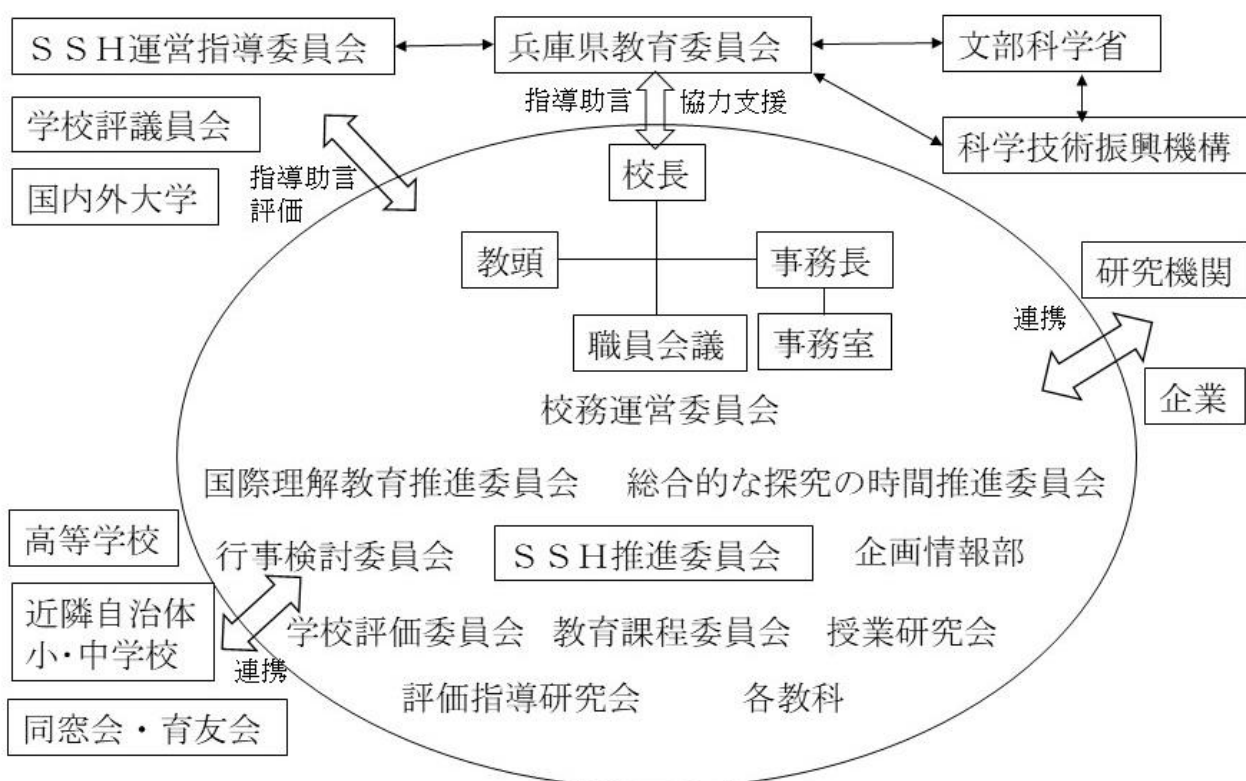 ＳＳＨ運営指導委員会
兵庫県教育委員会
文部科学省
指導助言
協力支援
学校評議員会
科学技術振興機構
校長
国内外大学
指導助言
評価
教頭
事務長
研究機関
連携
職員会議
事務室
企業
校務運営委員会
国際理解教育推進委員会
総合的な探究の時間推進委員会
高等学校
行事検討委員会
ＳＳＨ推進委員会
企画情報部
近隣自治体
小・中学校
学校評価委員会
教育課程委員会
授業研究会
連携
評価指導研究会
各教科
同窓会・育友会